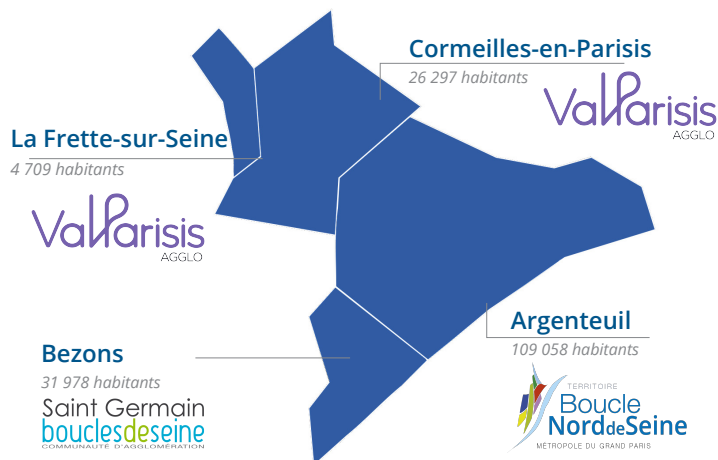 Cormeilles-en-Parisis
26 297 habitants
ValParisis
AGGLO
La Frette-sur-Seine
4 709 habitants
ValParisis
AGGLO
Argenteuil
109 058 habitants
Bezons
31 978 habitants
Saint Germain
bouclesdeseine
COMMUNAUTÉ D'AGGLOMÉRATION
TERRITOIRE
Boucle
NorddeSeine
MÉTROPOLE DU GRAND PARIS